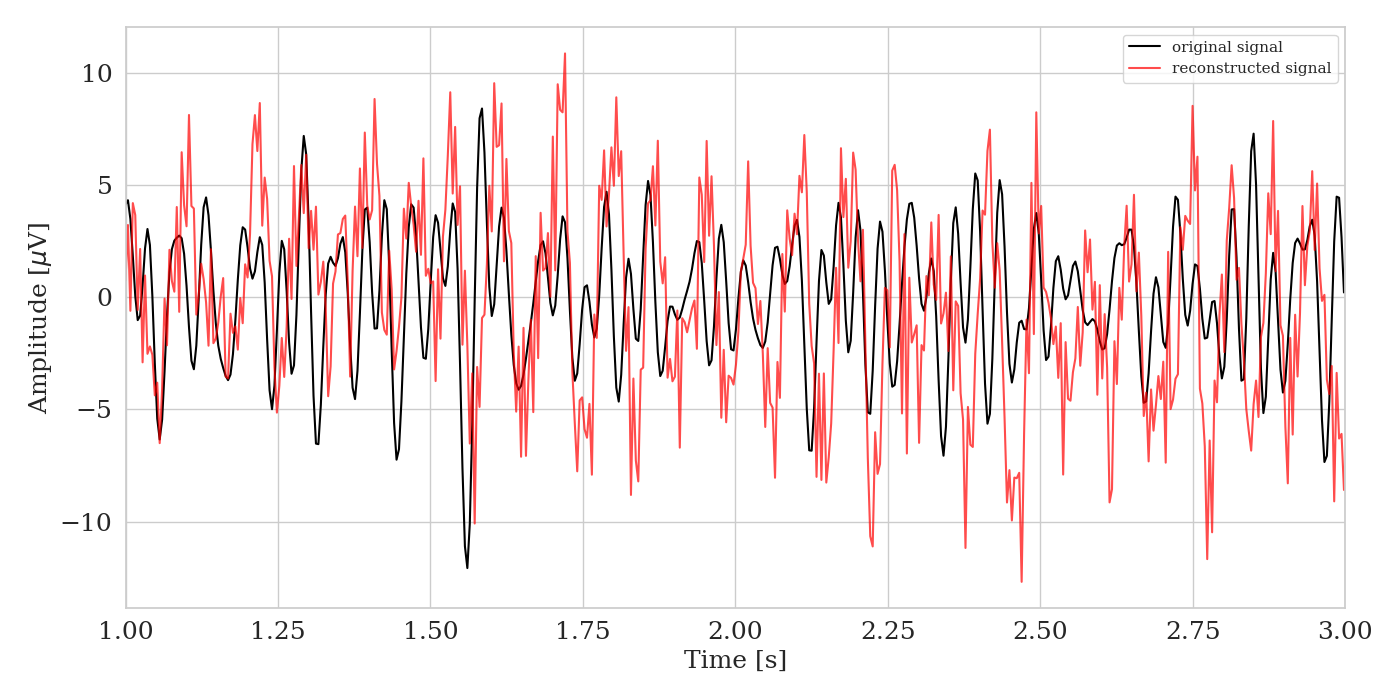 original signal
reconstructed signal
Amplitude [μV]
10
5
0
−5
−10
1.00 1.25 1.50 1.75 2.00 2.25 2.50 2.75 3.00
Time [s]